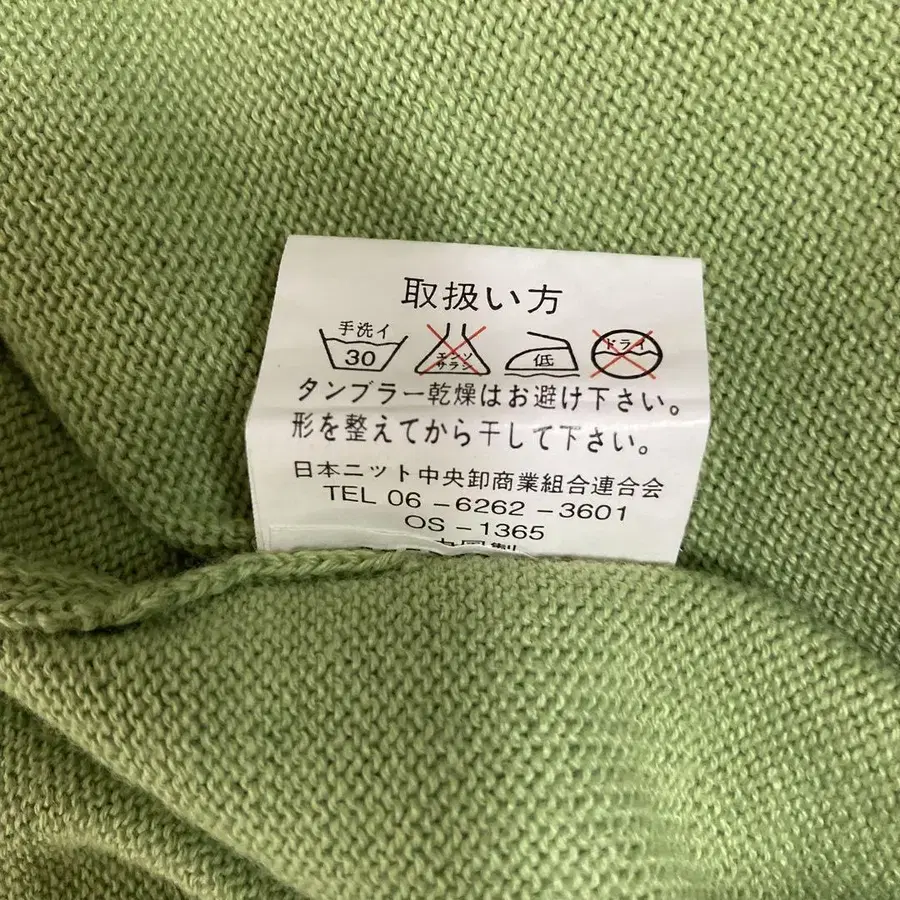 取扱い方
手洗イ
30
エンソ
サラシ
低
ドライ
タンブラー乾燥はお避け下さい。
形を整えてから干して下さい。
日本ニット中央卸商業組合連合会
TEL 06 - 6262 - 3601
OS - 1365
中国製